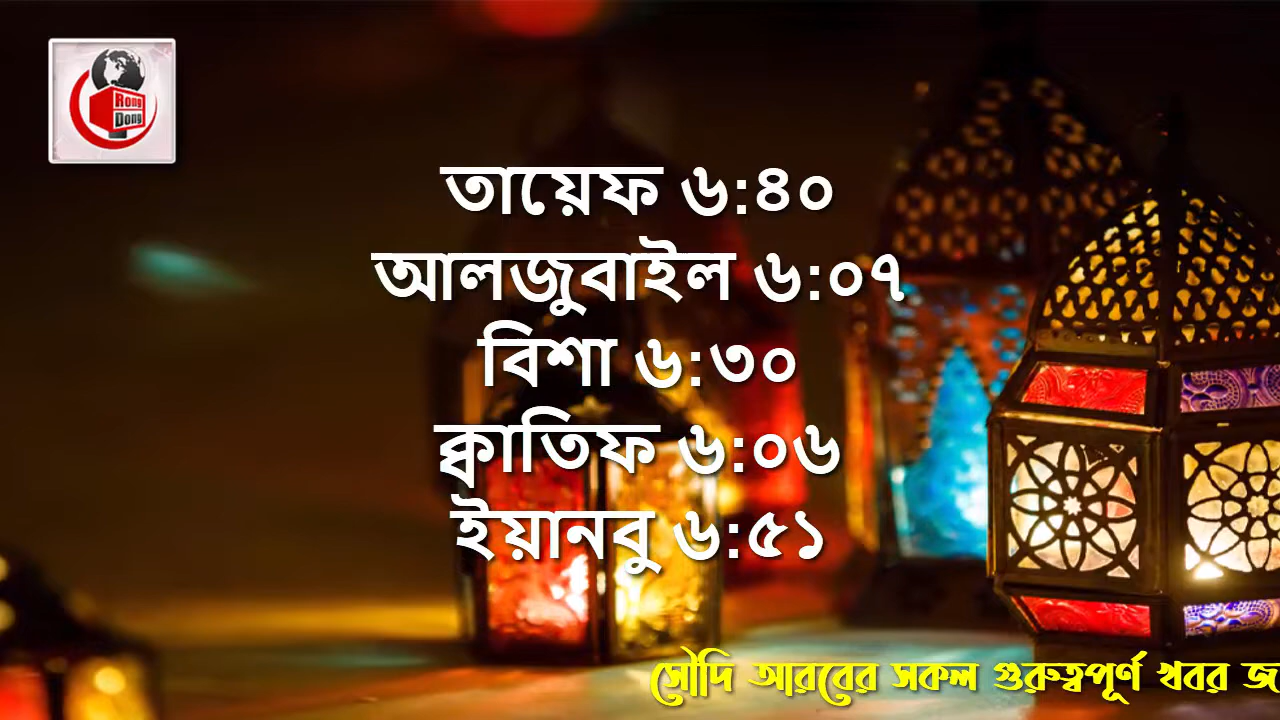 Rong
Dong
তায়েফ ৬:৪০
আলজুবাইল ৬:০৭
বিশা ৬:৩০
ক্বাতিফ ৬:০৬
ইয়ানবু ৬:৫১
সৌদি আরবের সকল গুরুত্বপূর্ণ খবর জ